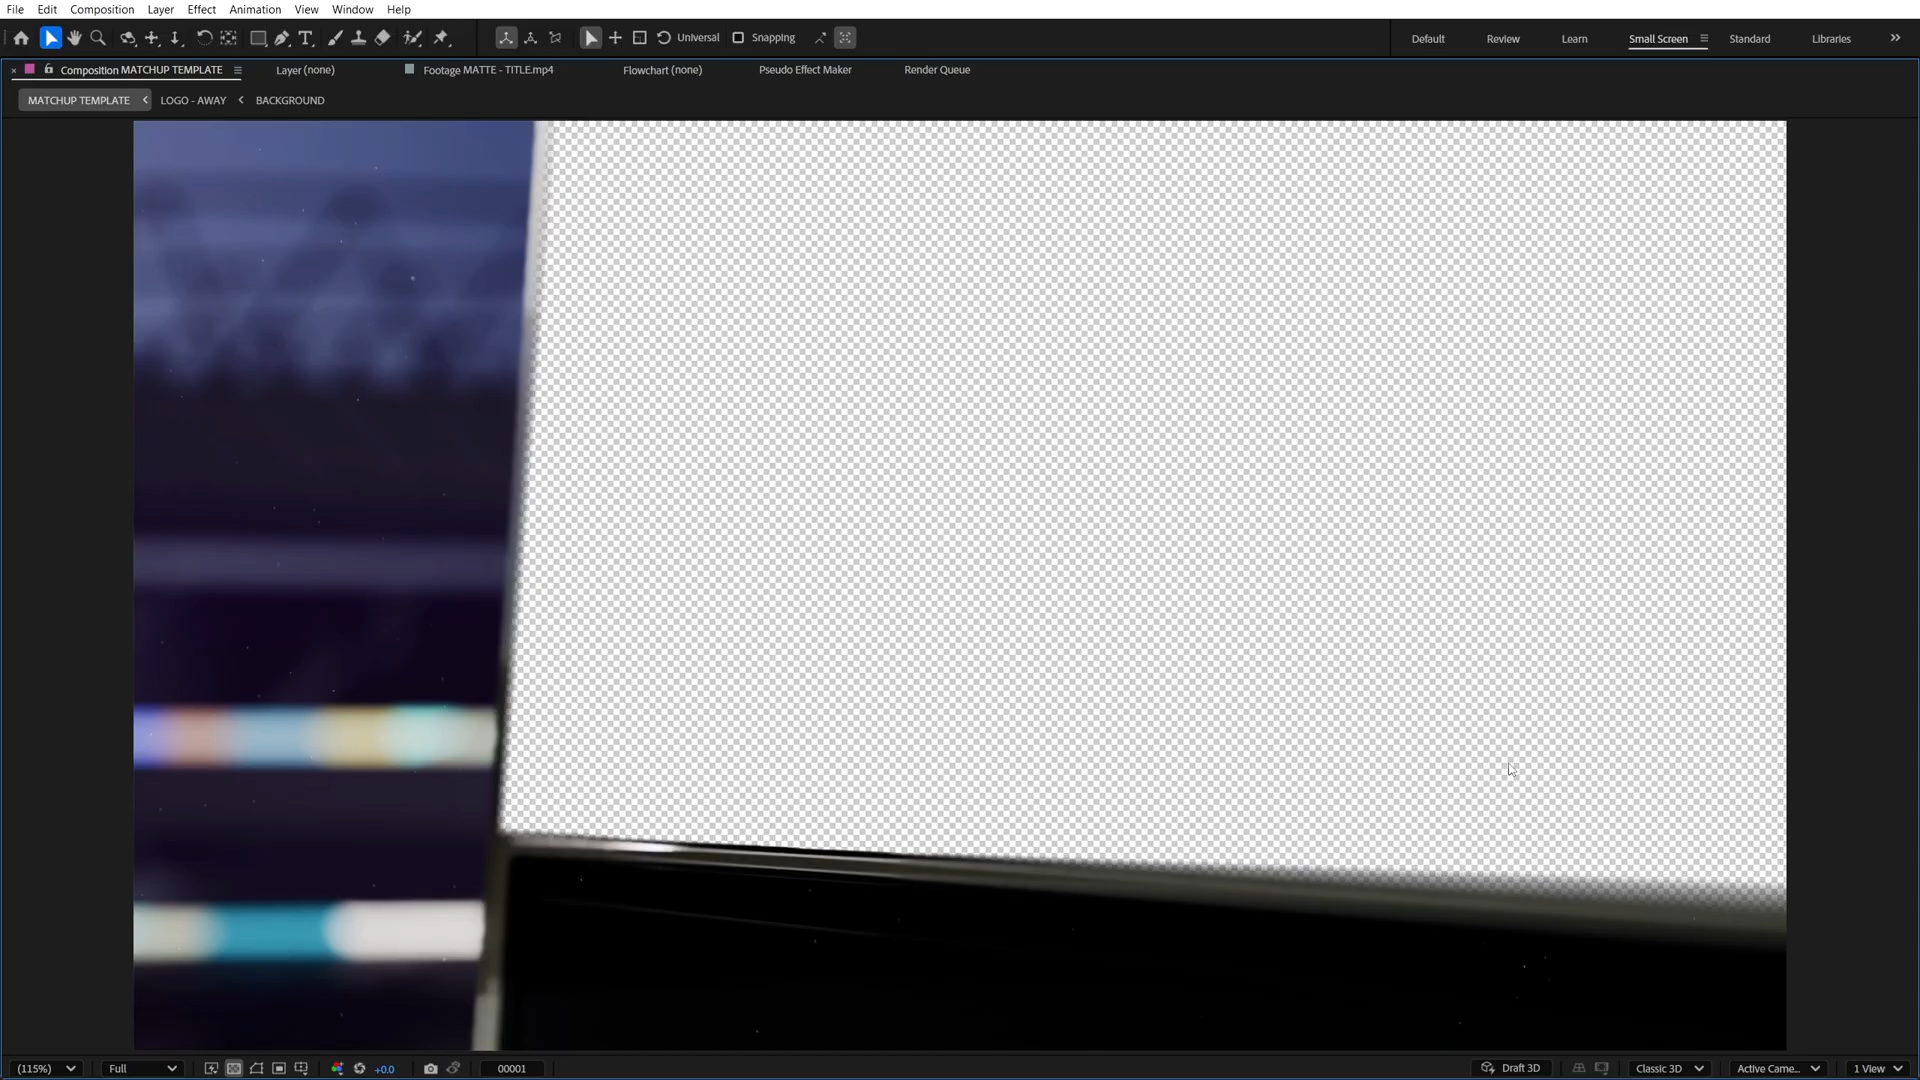 File Edit Composition Layer Effect Animation View Window Help
Universal Snapping Default Review Learn Small Screen Standard Libraries
Composition MATCHUP TEMPLATE Layer (none) Footage MATTE - TITLE.mp4 Flowchart (none) Pseudo Effect Maker Render Queue
MATCHUP TEMPLATE LOGO - AWAY BACKGROUND
(115%) Full +0.0 00001 Draft 3D Classic 3D Active Came... 1 View